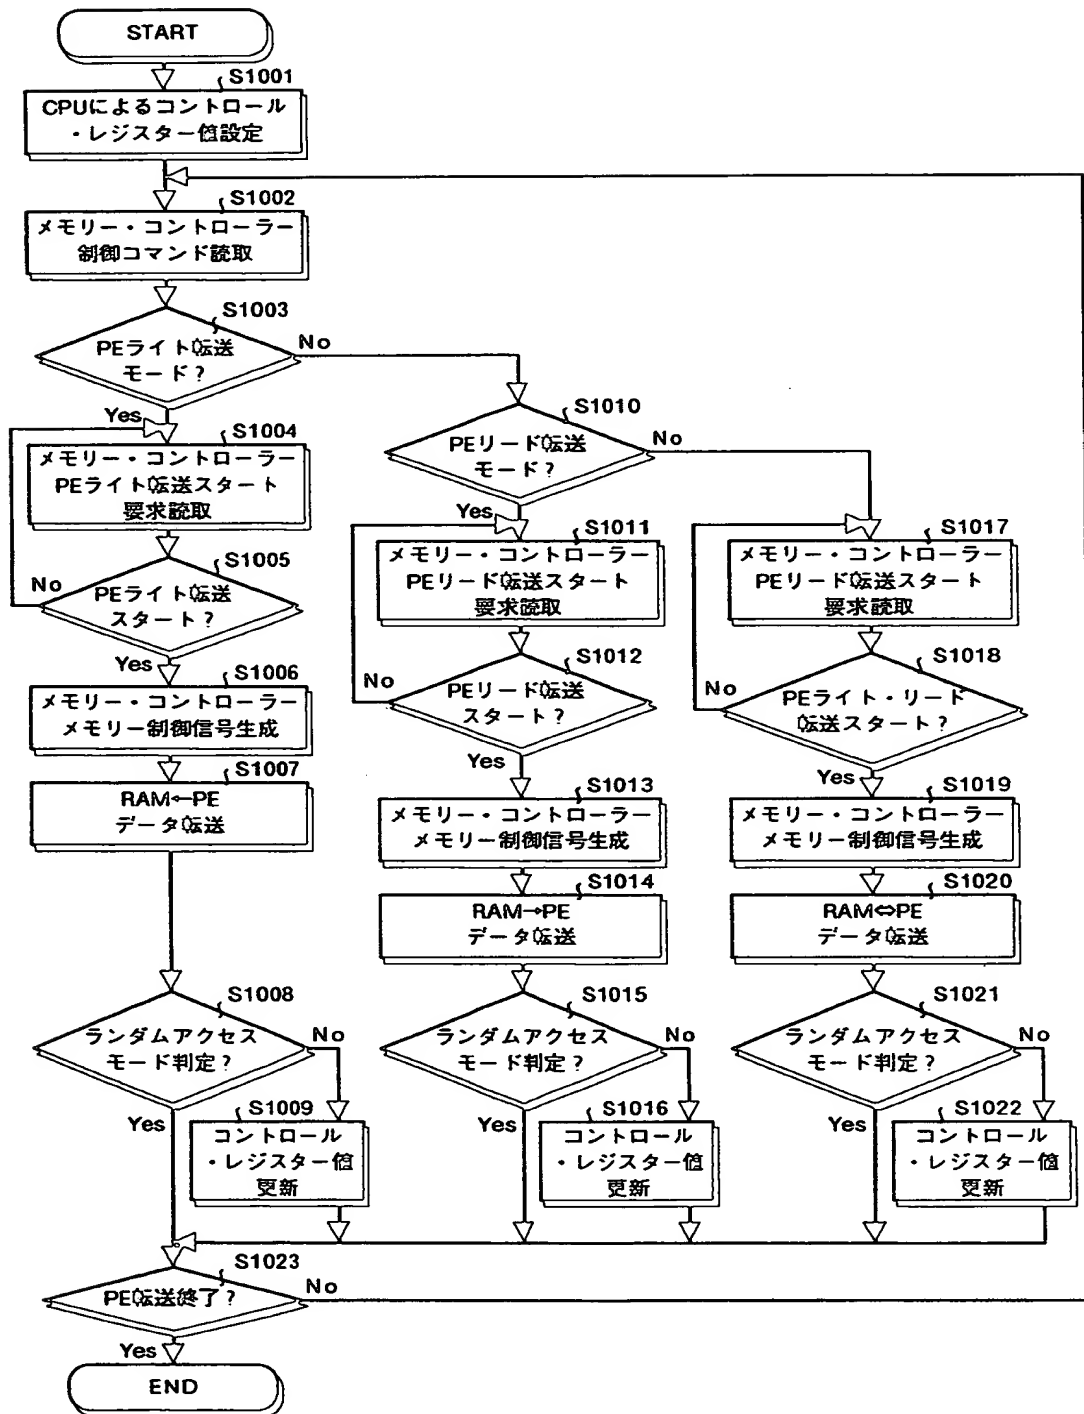 START
S1001
CPUによるコントロール
・レジスター値設定
S1002
メモリー・コントローラー
制御コマンド読取
S1003
PEライト転送
モード？
No
Yes
S1004
メモリー・コントローラー
PEライト転送スタート
要求読取
S1005
PEライト転送
スタート？
No
Yes
S1006
メモリー・コントローラー
メモリー制御信号生成
S1007
RAM←PE
データ転送
S1008
ランダムアクセス
モード判定？
No
Yes
S1009
コントロール
・レジスター値
更新
S1010
PEリード転送
モード？
No
Yes
S1011
メモリー・コントローラー
PEリード転送スタート
要求読取
S1012
PEリード転送
スタート？
No
Yes
S1013
メモリー・コントローラー
メモリー制御信号生成
S1014
RAM→PE
データ転送
S1015
ランダムアクセス
モード判定？
No
Yes
S1016
コントロール
・レジスター値
更新
S1017
メモリー・コントローラー
PEリード転送スタート
要求読取
S1018
PEライト・リード
転送スタート？
No
Yes
S1019
メモリー・コントローラー
メモリー制御信号生成
S1020
RAM⇔PE
データ転送
S1021
ランダムアクセス
モード判定？
No
Yes
S1022
コントロール
・レジスター値
更新
S1023
PE転送終了？
No
Yes
END